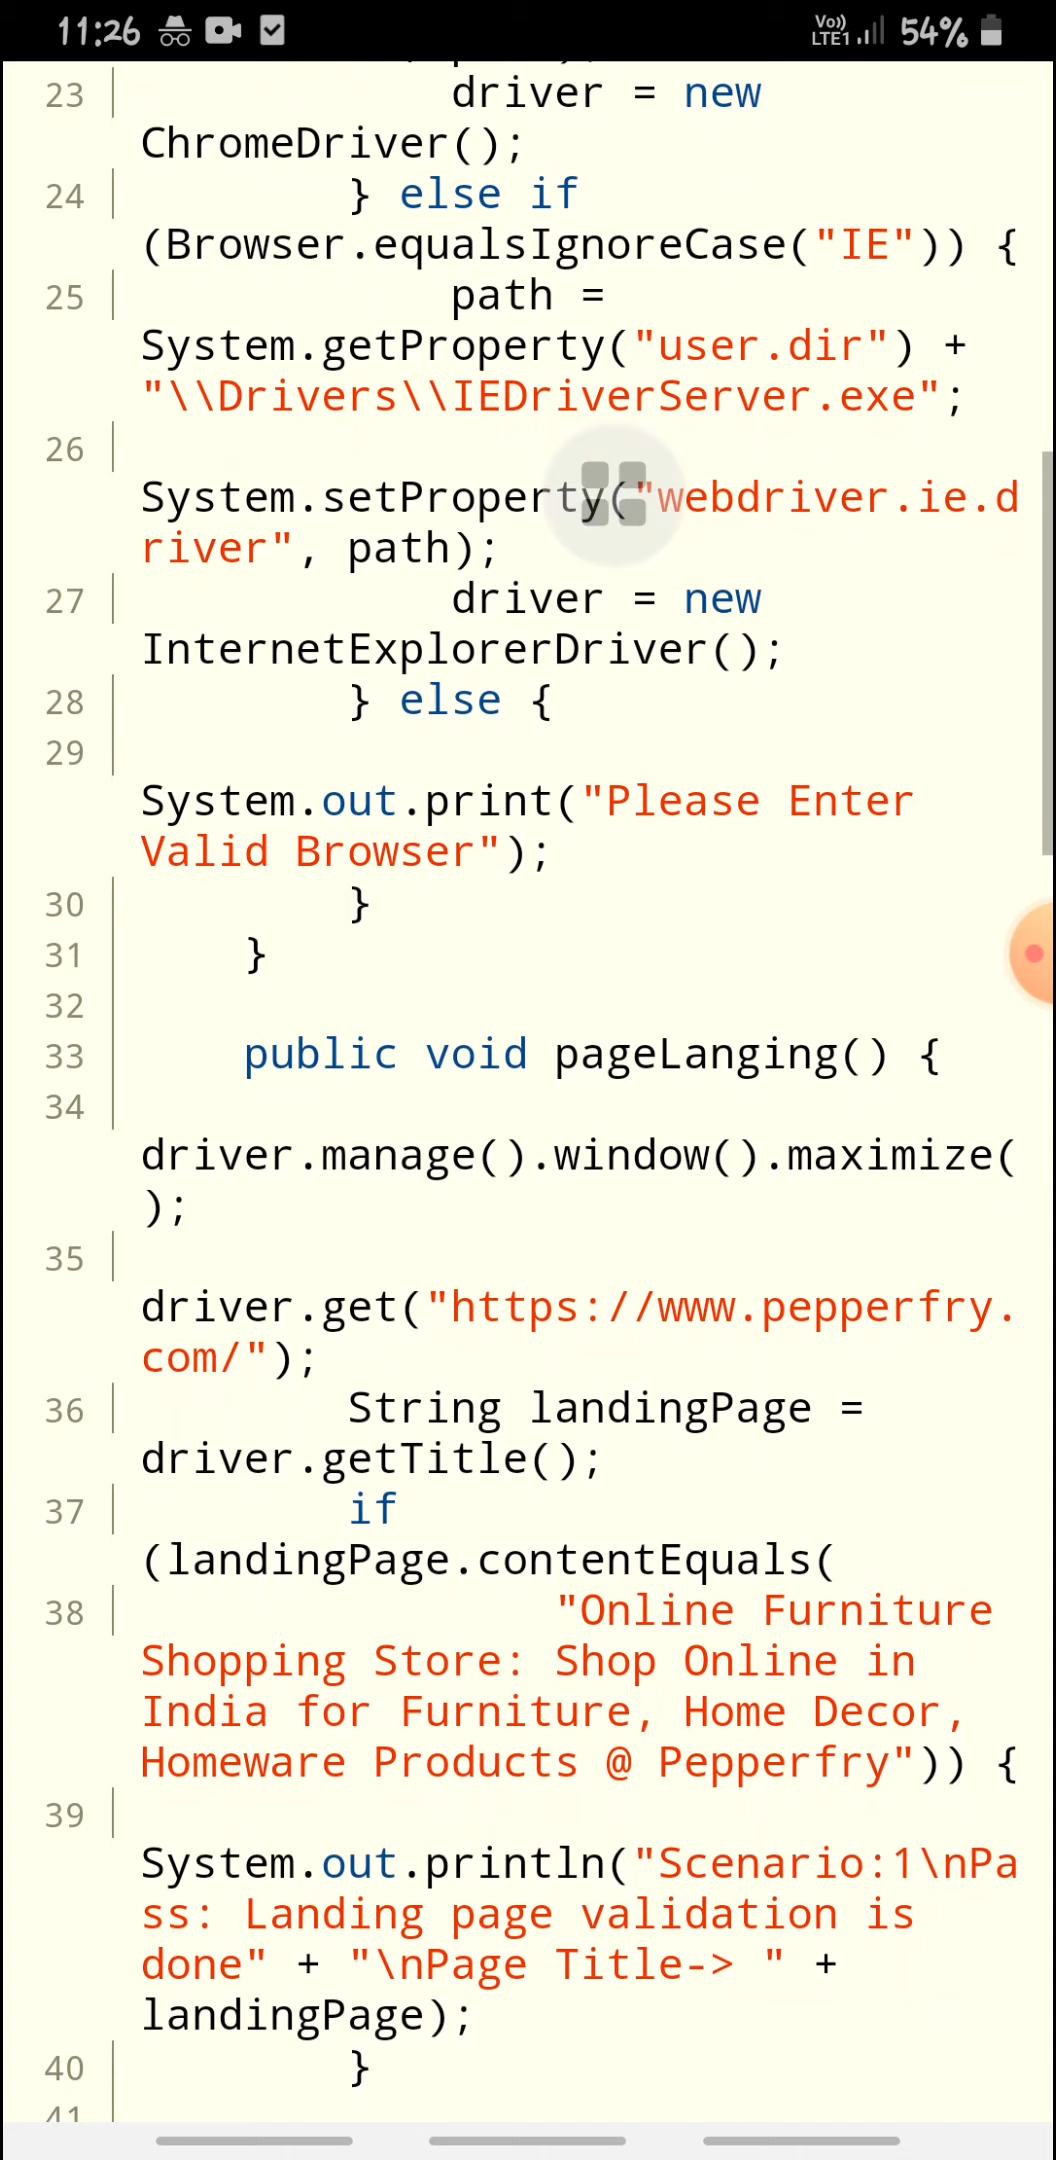 11:26
Vo)) LTE1 54%
23 driver = new
ChromeDriver();
24 } else if
(Browser.equalsIgnoreCase("IE")) {
25 path =
System.getProperty("user.dir") +
"\\Drivers\\IEDriverServer.exe";
26
System.setProperty("webdriver.ie.d
river", path);
27 driver = new
InternetExplorerDriver();
28 } else {
29
System.out.print("Please Enter
Valid Browser");
30 }
31 }
32
33 public void pageLanging() {
34
driver.manage().window().maximize(
);
35
driver.get("https://www.pepperfry.
com/");
36 String landingPage =
driver.getTitle();
37 if
(landingPage.contentEquals(
38 "Online Furniture
Shopping Store: Shop Online in
India for Furniture, Home Decor,
Homeware Products @ Pepperfry")) {
39
System.out.println("Scenario:1\nPa
ss: Landing page validation is
done" + "\nPage Title-> " +
landingPage);
40 }
41